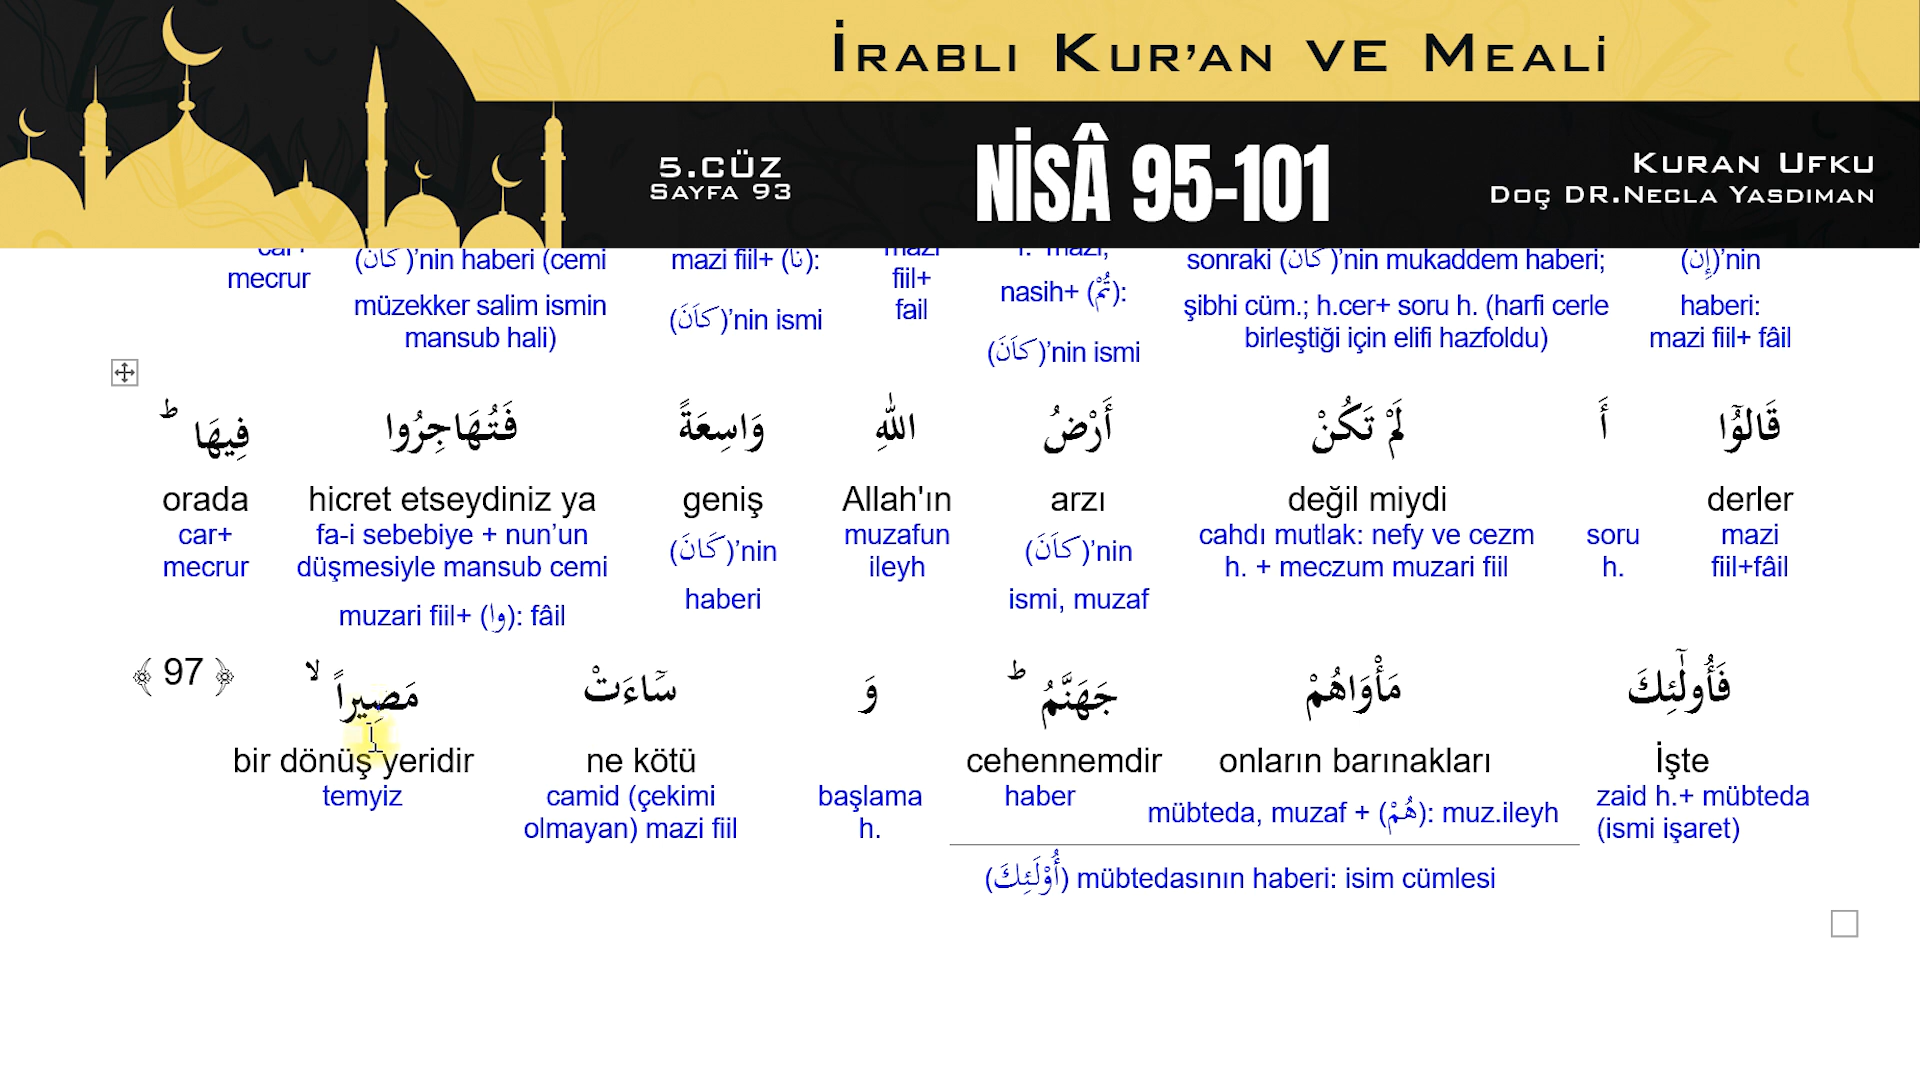 İRABLI KUR’AN VE MEALİ
5.CÜZ
SAYFA 93
NİSÂ 95-101
KURAN UFKU
DOÇ DR.NECLA YASDIMAN
(إِنَّ)’nin sonraki (كَانَ)’nin mukaddem haberi; mazi fiil+ (نَا): (كَانَ)’nin haberi (cemi
haberi: şibhi cüm.; h.cer+ soru h. (harfi cerle nasih+ (تُمْ): fiil+ müzekker salim ismin mecrur
mazi fiil+ fâil birleştiği için elifi hazfoldu) (كَانَ)’nin ismi fail (كَانَ)’nin ismi mansub hali)
قَالُٓوا أَ لَمْ تَكُنْ أَرْضُ اللّٰهِ وَاسِعَةً فَتُهَاجِرُوا فِيهَا ۜ ط
derler değil miydi arzı Allah'ın geniş hicret etseydiniz ya orada
mazi soru cahdı mutlak: nefy ve cezm (كَانَ)’nin muzafun (كَانَ)’nin fa-i sebebiye + nun’un car+
fiil+fâil h. h. + meczum muzari fiil ismi, muzaf ileyh haberi düşmesiyle mansub cemi mecrur
muzari fiil+ (وا): fâil
فَأُولَٓئِكَ مَأْوَاهُمْ جَهَنَّمُ ط وَ سَٓاءَتْ مَصِيراً لا ﴿ 97 ﴾
İşte onların barınakları cehennemdir ne kötü bir dönüş yeridir
zaid h.+ mübteda mübteda, muzaf + (هُمْ): muz.ileyh haber başlama camid (çekimi temyiz
(ismi işaret) h. olmayan) mazi fiil
(أُوْلَئِكَ) mübtedasının haberi: isim cümlesi